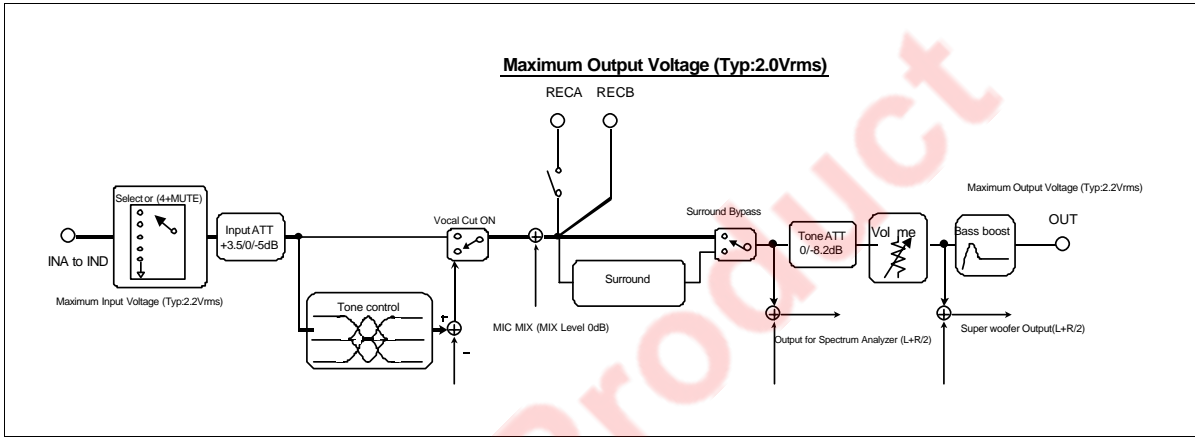 Maximum Output Voltage (Typ:2.0Vrms)
RECA RECB
Selector (4+MUTE)
Input ATT
+3.5/0/-5dB
INA to IND
Maximum Input Voltage (Typ:2.2Vrms)
Vocal Cut ON
Tone control
+
−
MIC MIX (MIX Level 0dB)
Surround
Surround Bypass
Tone ATT
0/-8.2dB
Vol me
Bass boost
Maximum Output Voltage (Typ:2.2Vrms)
OUT
Output for Spectrum Analyzer (L+R/2)
Super woofer Output(L+R/2)
Product